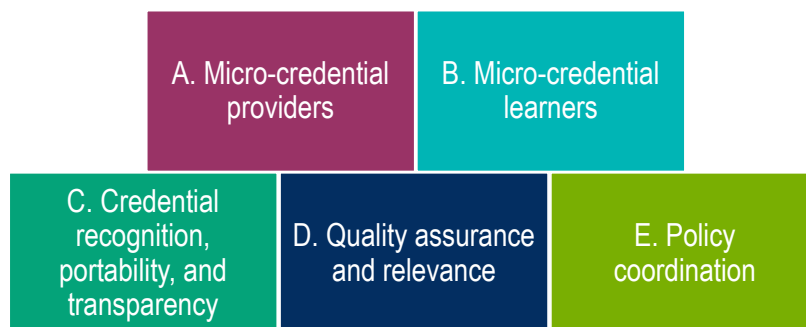 A. Micro-credential
providers
B. Micro-credential
learners
C. Credential
recognition,
portability, and
transparency
D. Quality assurance
and relevance
E. Policy
coordination